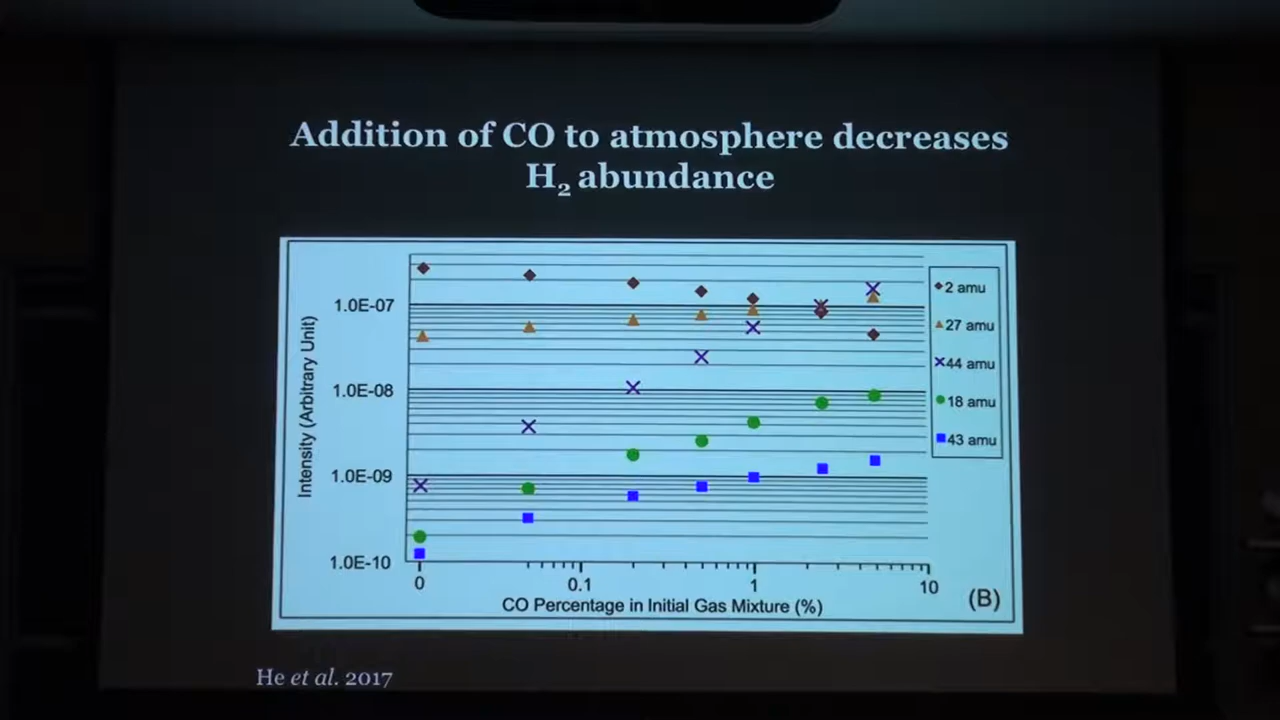 Addition of CO to atmosphere decreases
H₂ abundance
Intensity (Arbitrary Unit)
1.0E-07
1.0E-08
1.0E-09
1.0E-10
0
0.1
1
10
CO Percentage in Initial Gas Mixture (%)
(B)
2 amu
27 amu
44 amu
18 amu
43 amu
He et al. 2017